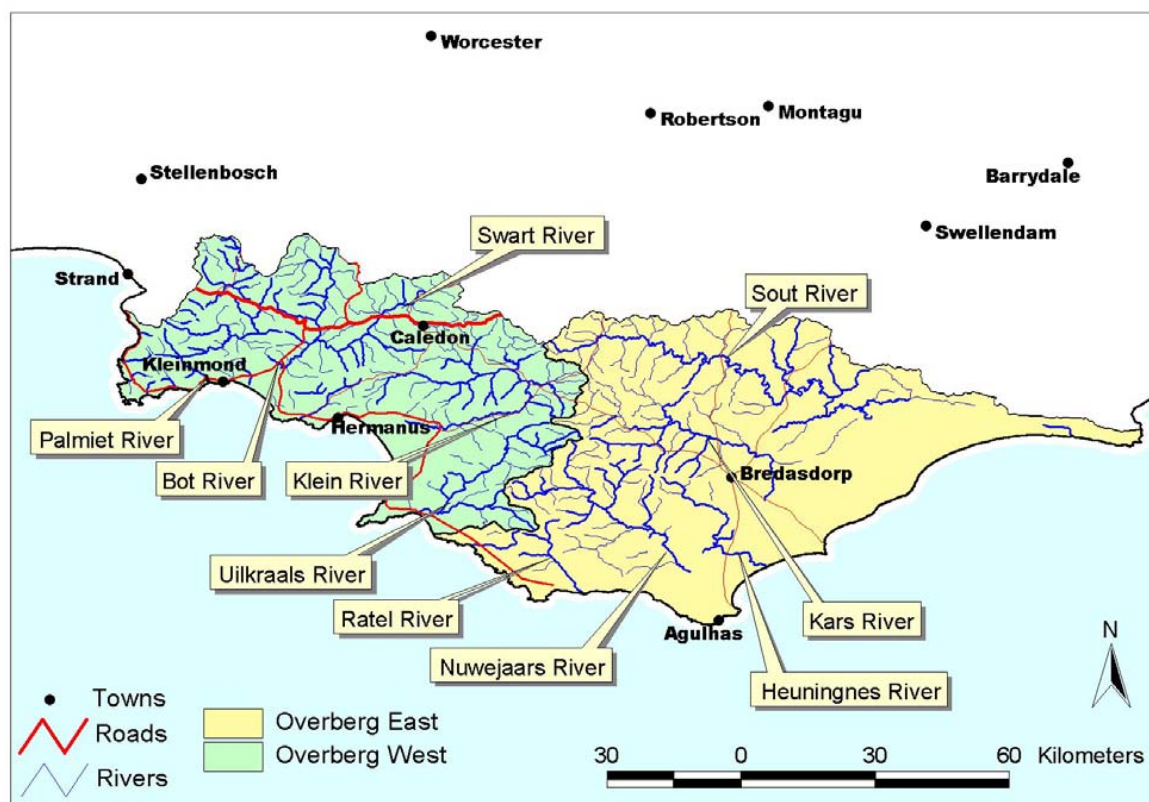 Worcester
Robertson
Montagu
Stellenbosch
Barrydale
Swellendam
Swart River
Strand
Sout River
Caledon
Kleinmond
Hermanus
Palmiet River
Bot River
Klein River
Bredasdorp
Uilkraals River
Ratel River
Agulhas
Kars River
Nuwejaars River
Heuningnes River
N
Towns
Roads
Rivers
Overberg East
Overberg West
30 0 30 60 Kilometers